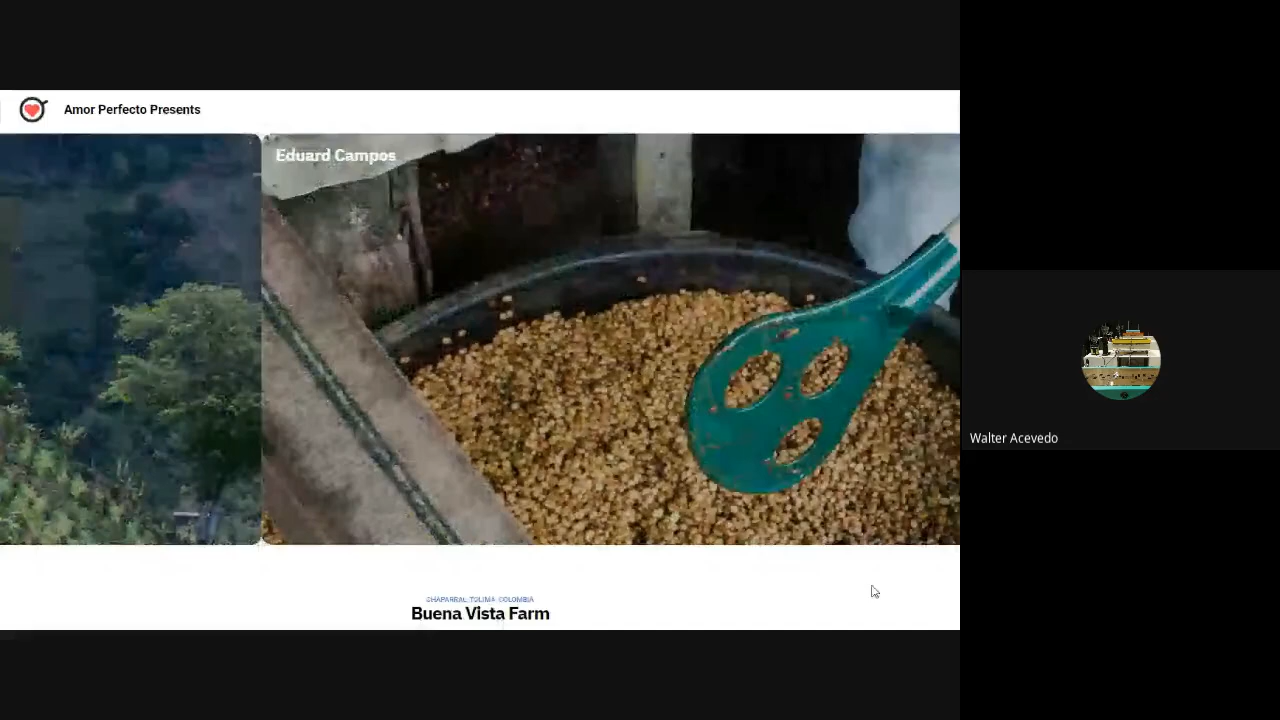 Amor Perfecto Presents
Eduard Campos
CHAPARRAL, TOLIMA, COLOMBIA
Buena Vista Farm
Walter Acevedo